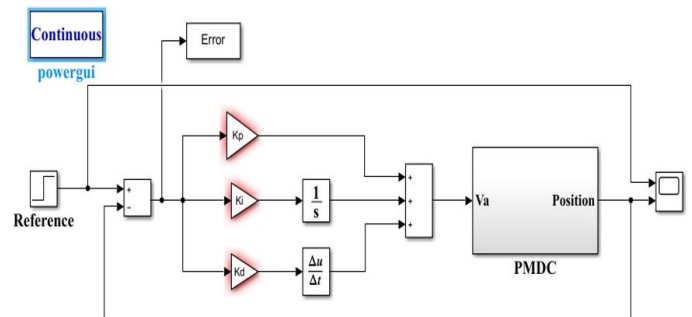 Continuous
powergui
Error
Reference
+
−
Kp
Ki
Kd
1
s
Δu
Δt
+
+
+
Va
Position
PMDC